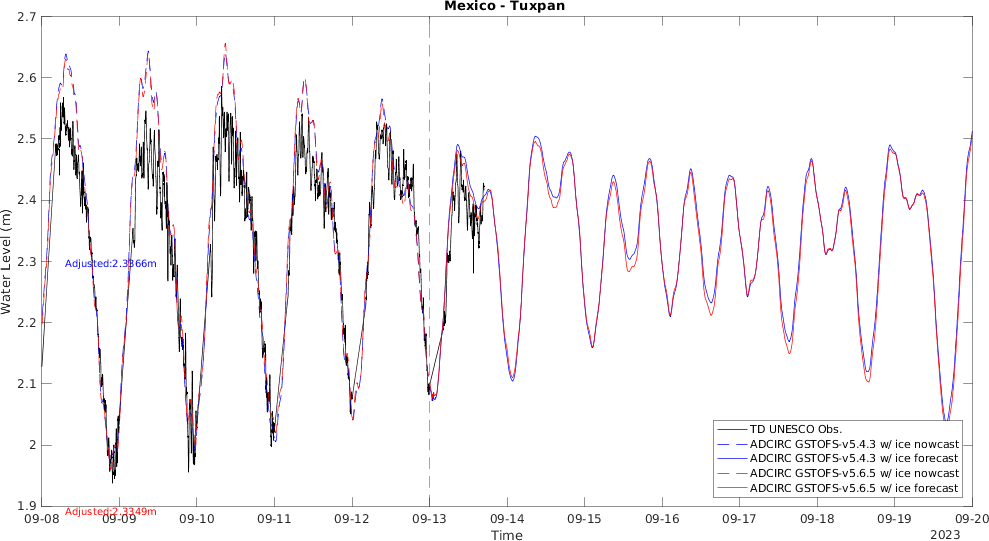 Mexico - Tuxpan
2.7
2.6
2.5
2.4
2.3
2.2
2.1
2
1.9
Water Level (m)
Adjusted:2.3366m
Adjusted:2.3349m
TD UNESCO Obs.
ADCIRC GSTOFS-v5.4.3 w/ ice nowcast
ADCIRC GSTOFS-v5.4.3 w/ ice forecast
ADCIRC GSTOFS-v5.6.5 w/ ice nowcast
ADCIRC GSTOFS-v5.6.5 w/ ice forecast
09-08 09-09 09-10 09-11 09-12 09-13 09-14 09-15 09-16 09-17 09-18 09-19 09-20
Time
2023